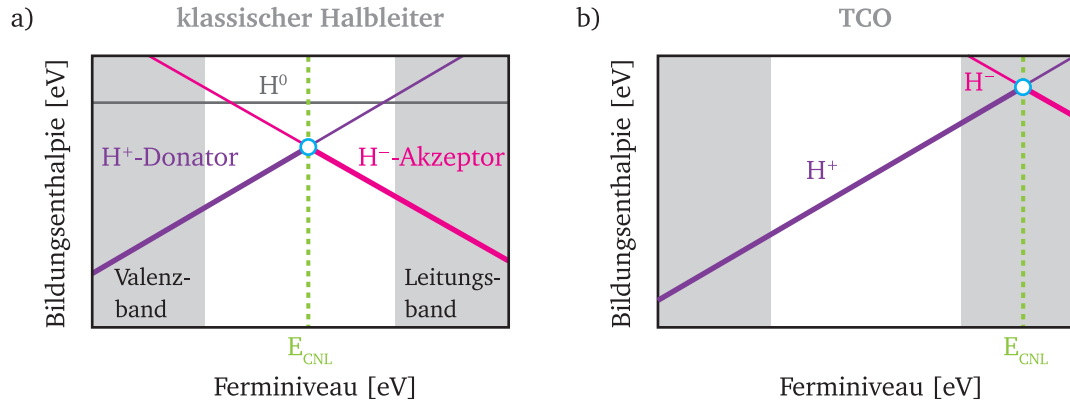 a)
klassischer Halbleiter
Bildungsenthalpie [eV]
H⁰
H⁺-Donator
H⁻-Akzeptor
Valenz-
band
Leitungs-
band
E_CNL
Ferminiveau [eV]
b)
TCO
Bildungsenthalpie [eV]
H⁻
H⁺
E_CNL
Ferminiveau [eV]